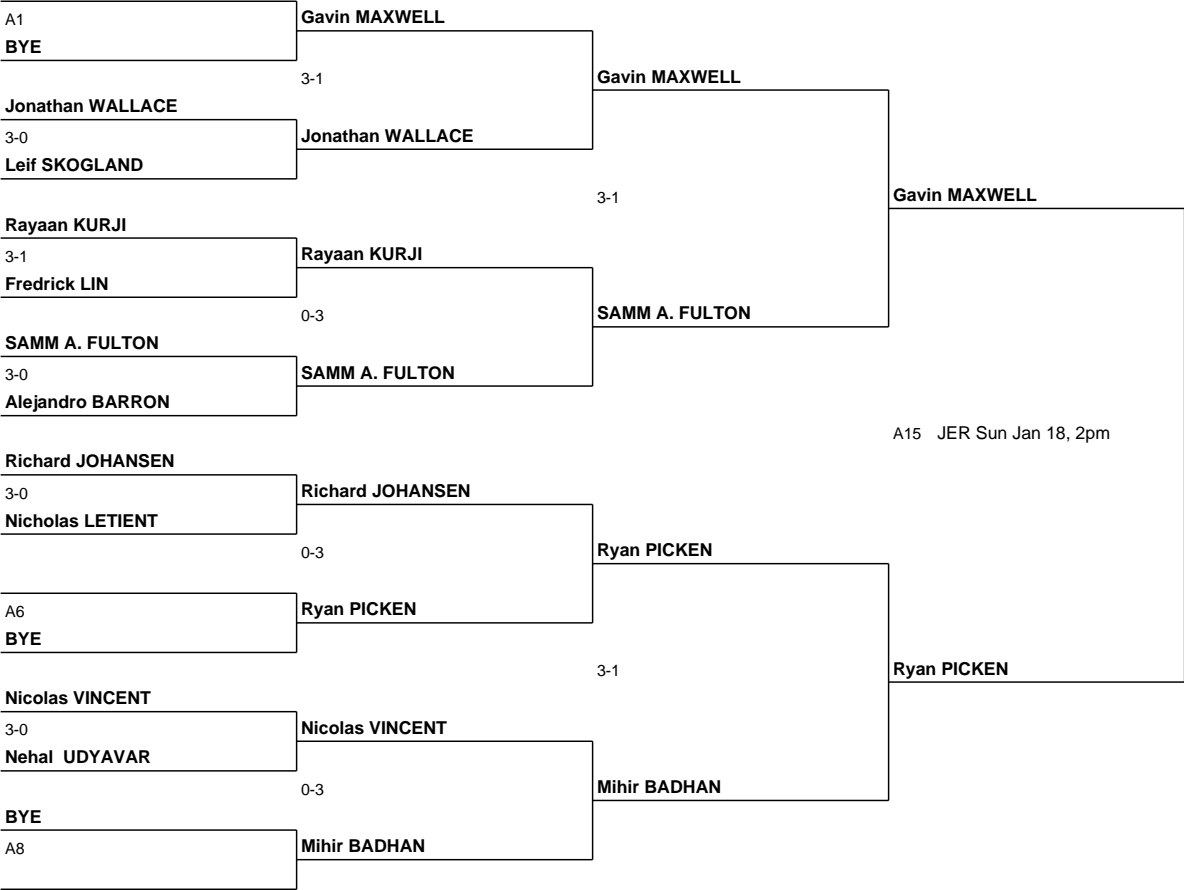 A1
BYE
Jonathan WALLACE
3-0
Leif SKOGLAND
Rayaan KURJI
3-1
Fredrick LIN
SAMM A. FULTON
3-0
Alejandro BARRON
Richard JOHANSEN
3-0
Nicholas LETIENT
A6
BYE
Nicolas VINCENT
3-0
Nehal  UDYAVAR
BYE
A8
Gavin MAXWELL
3-1
Jonathan WALLACE
Rayaan KURJI
0-3
SAMM A. FULTON
Richard JOHANSEN
0-3
Ryan PICKEN
Nicolas VINCENT
0-3
Mihir BADHAN
Gavin MAXWELL
3-1
SAMM A. FULTON
Ryan PICKEN
3-1
Mihir BADHAN
Gavin MAXWELL
A15 JER Sun Jan 18, 2pm
Ryan PICKEN